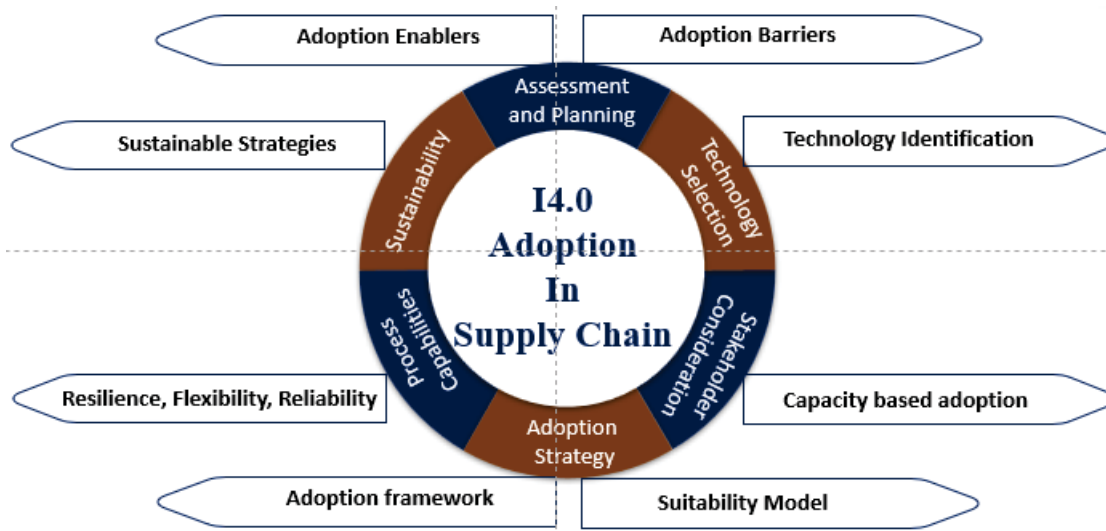 Adoption Enablers
Adoption Barriers
Assessment
and Planning
Sustainable Strategies
Technology Identification
Sustainability
Technology
Selection
I4.0
Adoption
In
Supply Chain
Process
Capabilities
Stakeholder
Consideration
Resilience, Flexibility, Reliability
Capacity based adoption
Adoption
Strategy
Adoption framework
Suitability Model